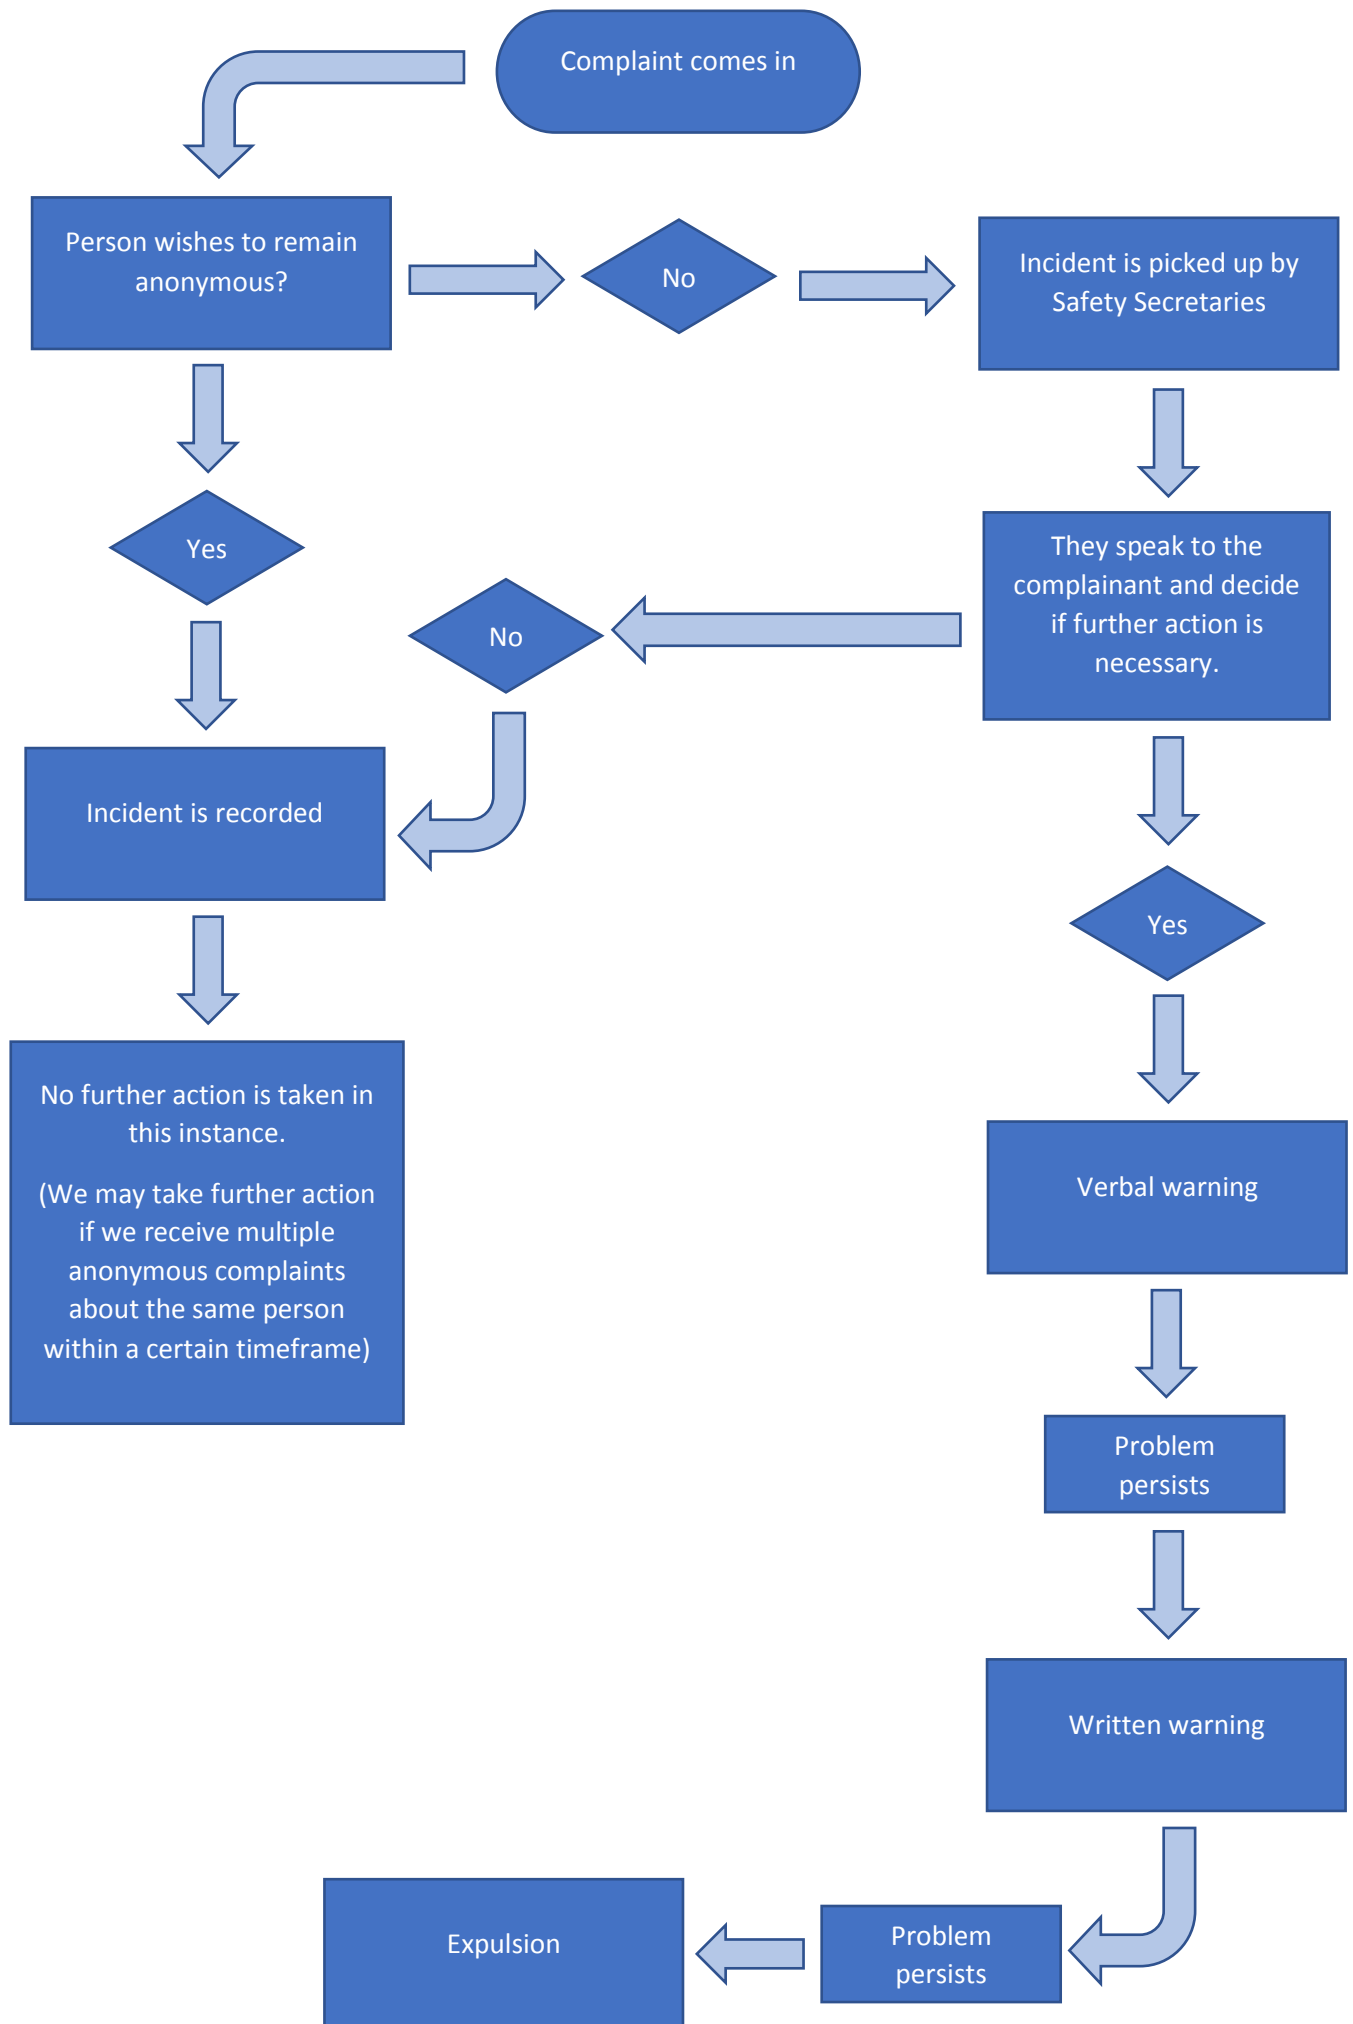 Complaint comes in
Person wishes to remain
anonymous?
No
Incident is picked up by
Safety Secretaries
Yes
They speak to the
complainant and decide
if further action is
necessary.
No
Incident is recorded
Yes
No further action is taken in
this instance.
(We may take further action
if we receive multiple
anonymous complaints
about the same person
within a certain timeframe)
Verbal warning
Problem
persists
Written warning
Problem
persists
Expulsion